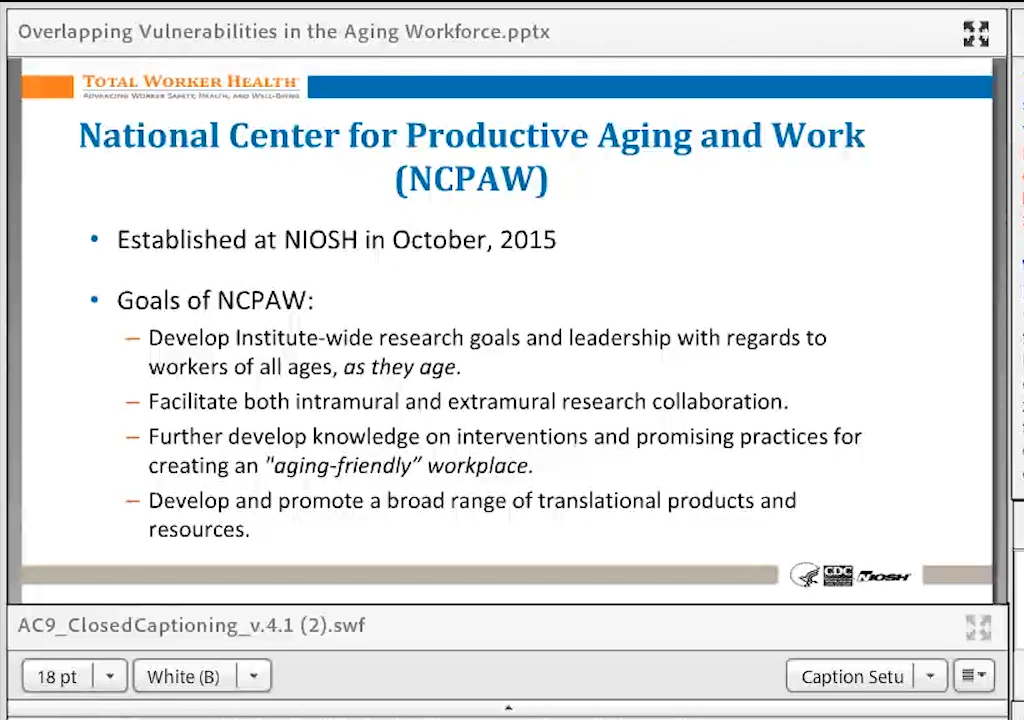 Overlapping Vulnerabilities in the Aging Workforce.pptx
TOTAL WORKER HEALTH
ADVANCING WORKER SAFETY, HEALTH, AND WELL-BEING
National Center for Productive Aging and Work
(NCPAW)
• Established at NIOSH in October, 2015
• Goals of NCPAW:
– Develop Institute-wide research goals and leadership with regards to
workers of all ages, as they age.
– Facilitate both intramural and extramural research collaboration.
– Further develop knowledge on interventions and promising practices for
creating an "aging-friendly” workplace.
– Develop and promote a broad range of translational products and
resources.
CDC NIOSH
AC9_ClosedCaptioning_v.4.1 (2).swf
18 pt White (B) Caption Setu